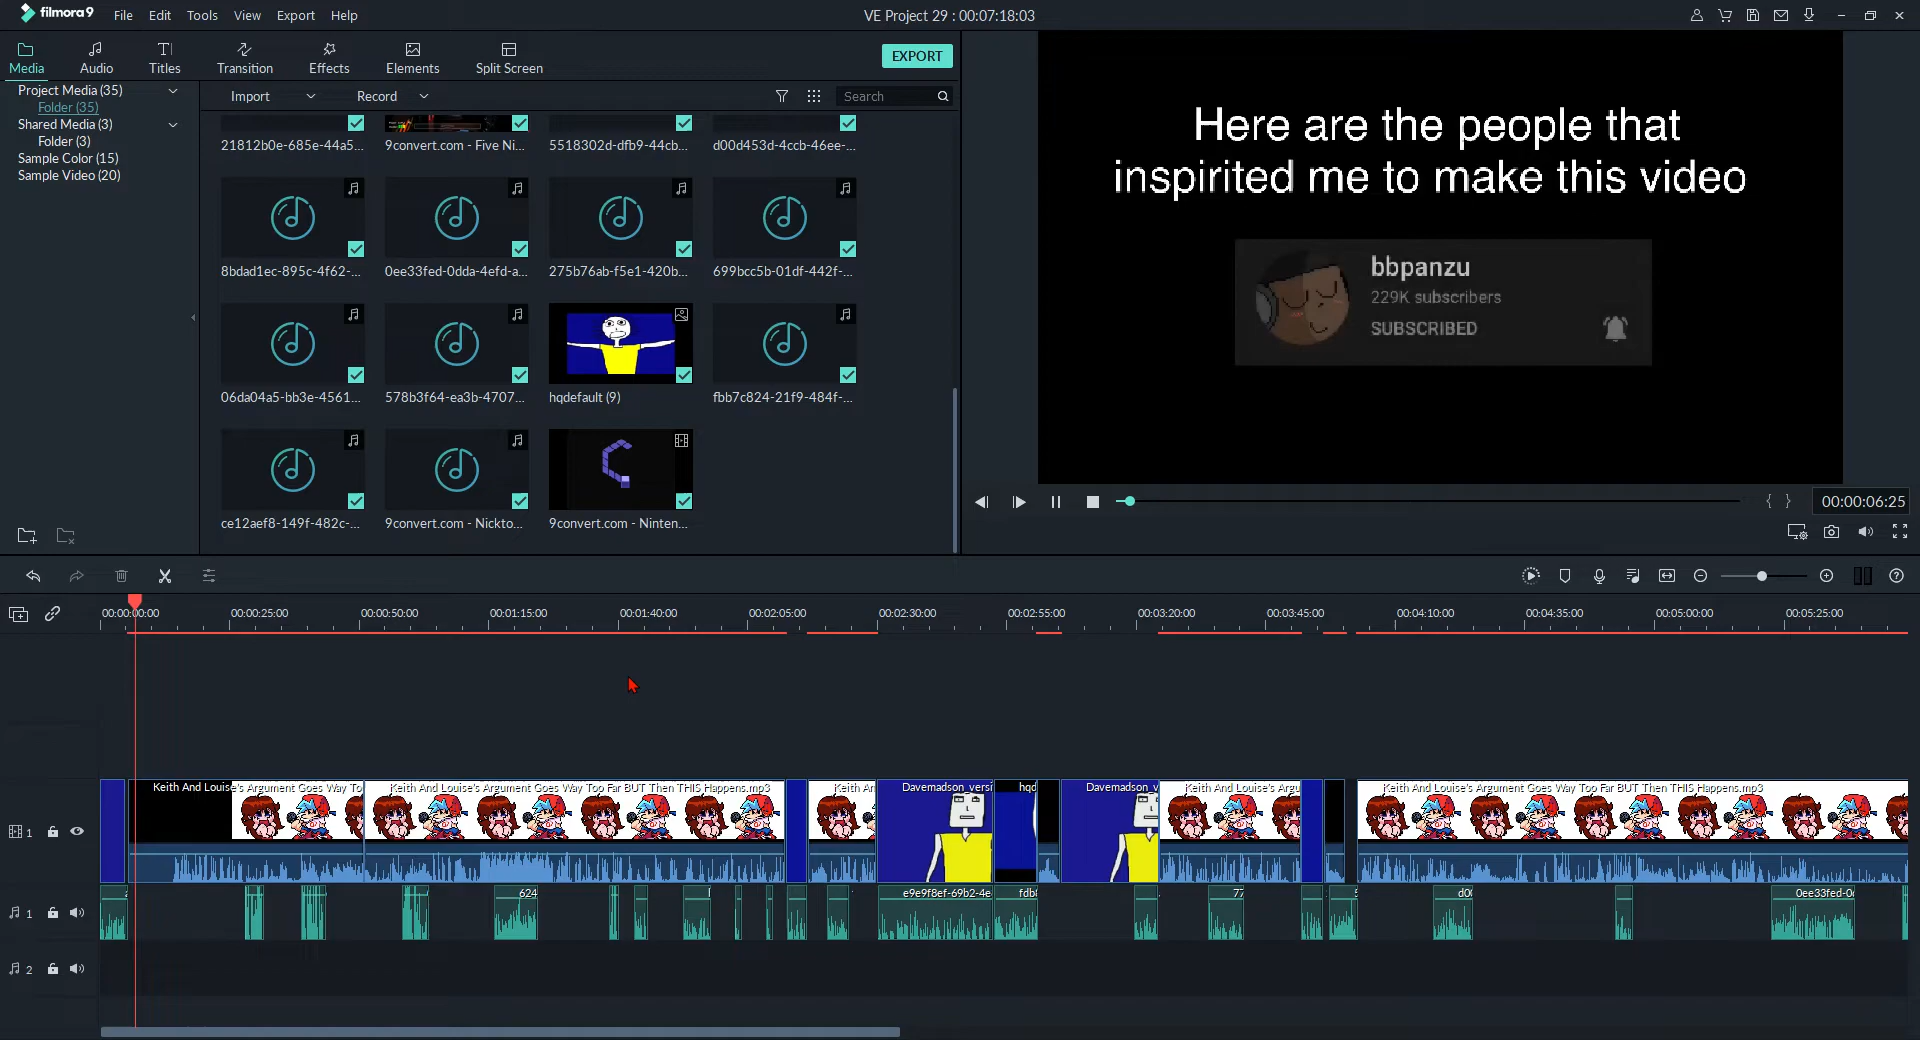 filmora9 File Edit Tools View Export Help VE Project 29 : 00:07:18:03
Media Audio Titles Transition Effects Elements Split Screen EXPORT
Project Media (35)
Folder (35)
Shared Media (3)
Folder (3)
Sample Color (15)
Sample Video (20)
Import Record Search
21812b0e-685e-44a5... 9convert.com - Five Ni... 5518302d-dfb9-44cb... d00d453d-4ccb-46ee-...
8bdad1ec-895c-4f62-... 0ee33fed-0dda-4efd-a... 275b76ab-f5e1-420b... 699bcc5b-01df-442f-...
06da04a5-bb3e-4561... 578b3f64-ea3b-4707... hqdefault (9) fbb7c824-21f9-484f-...
ce12aef8-149f-482c-... 9convert.com - Nickto... 9convert.com - Ninten...
Here are the people that
inspirited me to make this video
bbpanzu
229K subscribers
SUBSCRIBED
00:00:06:25
00:00:00:00 00:00:25:00 00:00:50:00 00:01:15:00 00:01:40:00 00:02:05:00 00:02:30:00 00:02:55:00 00:03:20:00 00:03:45:00 00:04:10:00 00:04:35:00 00:05:00:00 00:05:25:00
Keith And Louise's Argument Goes Way To Keith And Louise's Argument Goes Way Too Far BUT Then THIS Happens.mp3 Keith An Davemadson_versi hqd Davemadson_v Keith And Louise's Argu Keith And Louise's Argument Goes Way Too Far BUT Then THIS Happens.mp3
1
624 e9e9f8ef-69b2-4e fdb 77 d0 0ee33fed-0
1
2